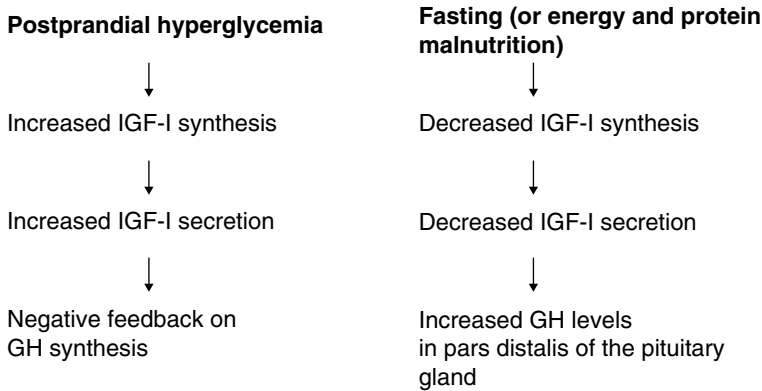 Postprandial hyperglycemia
Increased IGF-I synthesis
Increased IGF-I secretion
Negative feedback on
GH synthesis
Fasting (or energy and protein
malnutrition)
Decreased IGF-I synthesis
Decreased IGF-I secretion
Increased GH levels
in pars distalis of the pituitary
gland